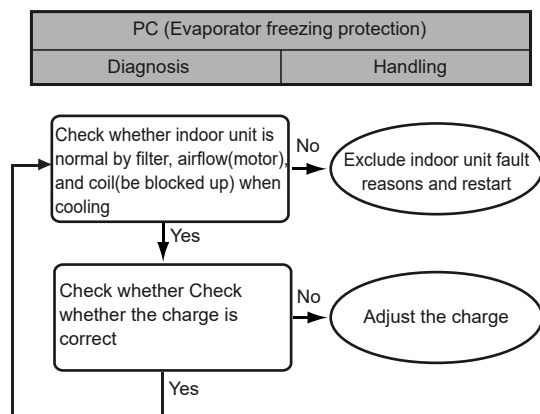 PC (Evaporator freezing protection)
Diagnosis
Handling
Check whether indoor unit is
normal by filter, airflow(motor),
and coil(be blocked up) when
cooling
No
Exclude indoor unit fault
reasons and restart
Yes
Check whether Check
whether the charge is
correct
No
Adjust the charge
Yes